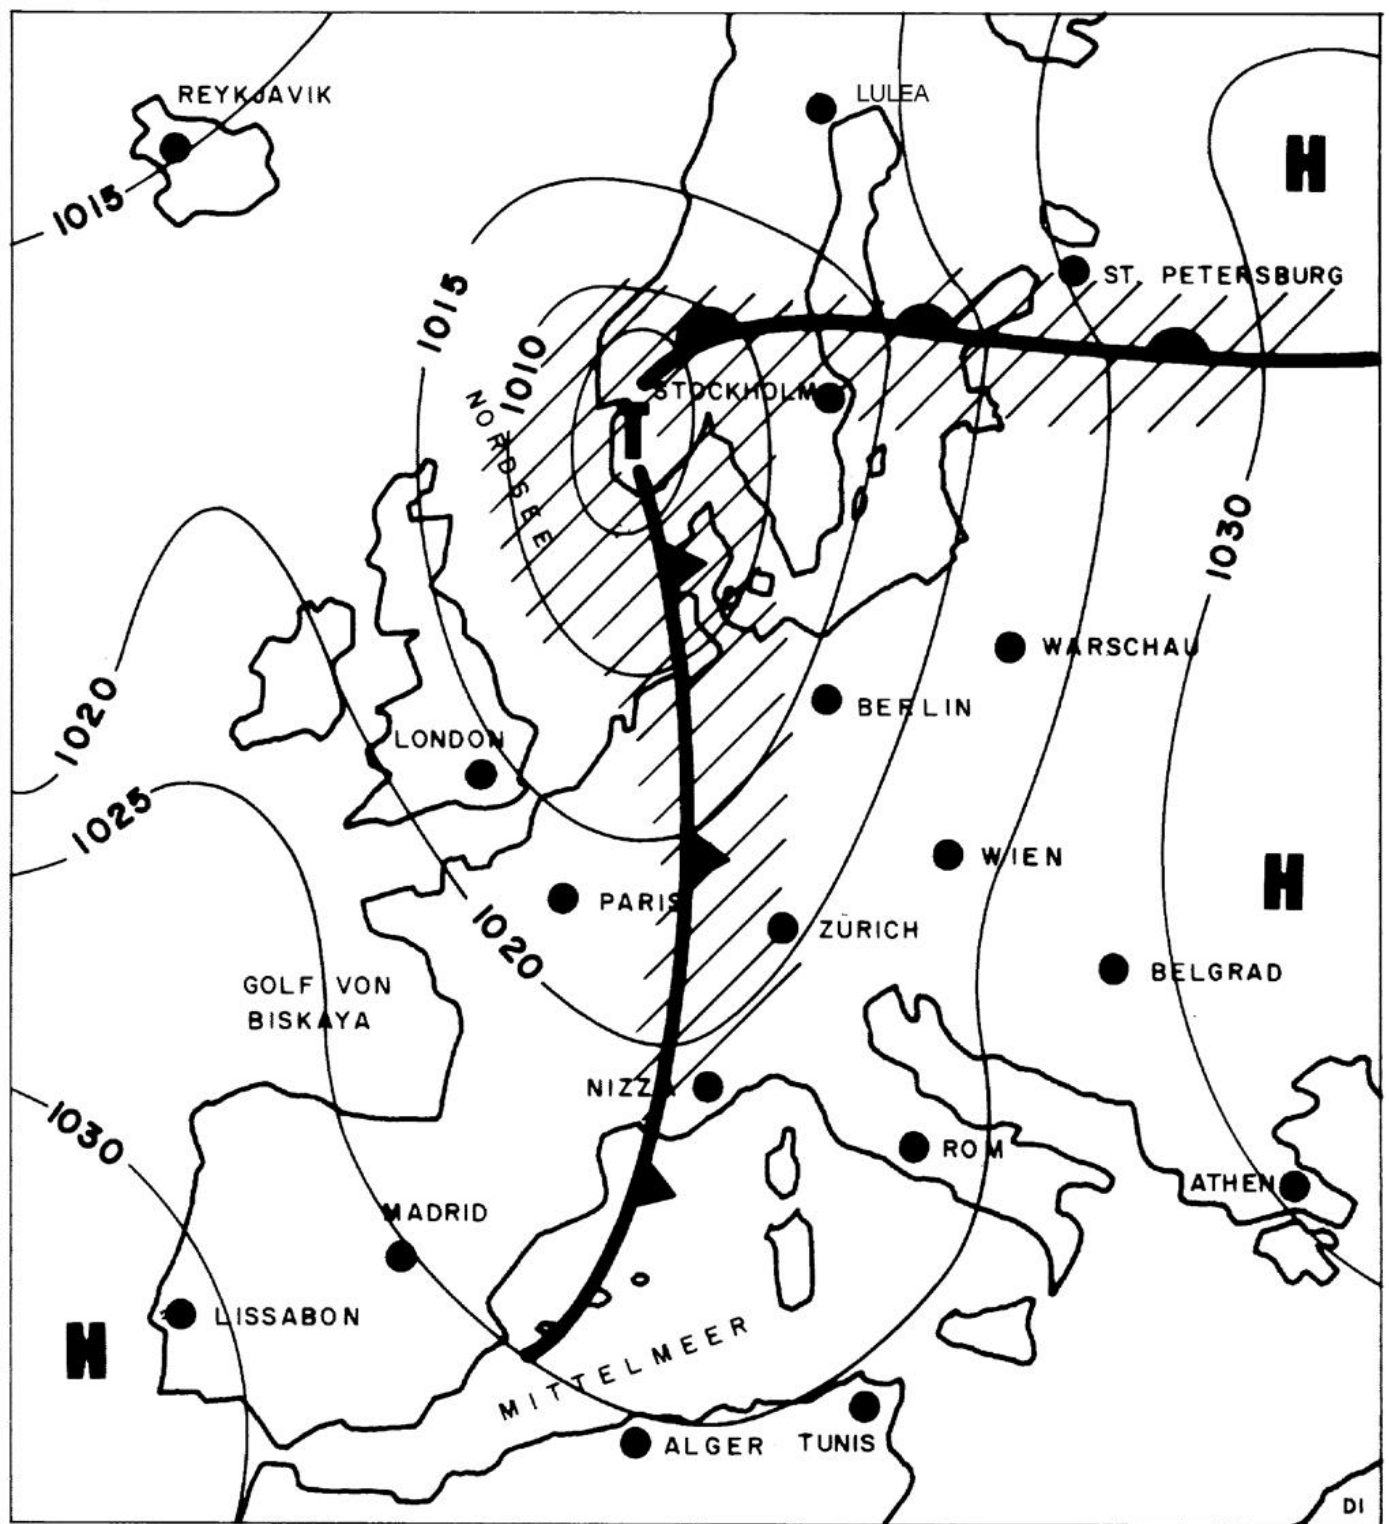 REYKJAVIK
LULEA
H
1015
ST. PETERSBURG
1015
1010
STOCKHOLM
NORDSEE
T
1030
WARSCHAU
1020
BERLIN
LONDON
1025
WIEN
H
PARIS
1020
ZÜRICH
BELGRAD
GOLF VON
BISKAYA
NIZZA
1030
ROM
ATHEN
MADRID
LISSABON
H
MITTELMEER
ALGER
TUNIS
DI